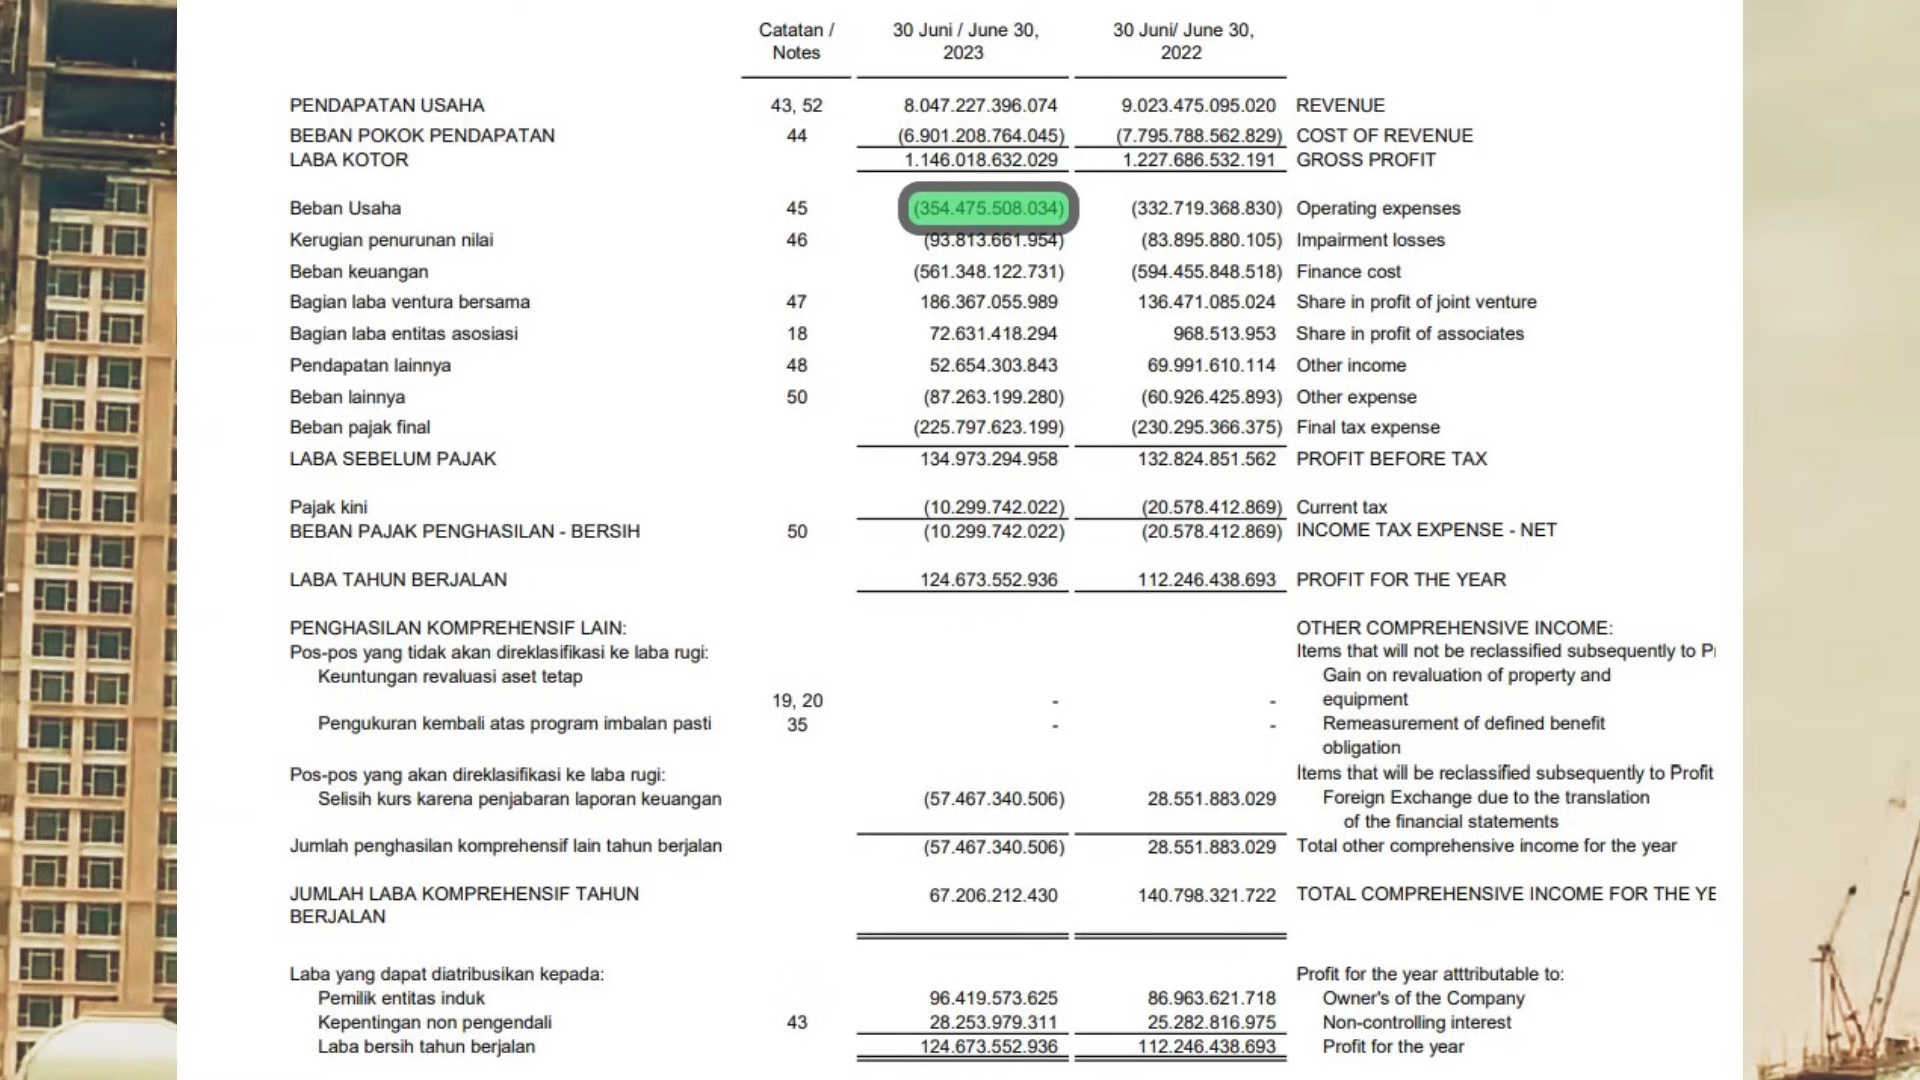 Catatan / 30 Juni / June 30, 30 Juni/ June 30,
Notes 2023 2022
PENDAPATAN USAHA 43, 52 8.047.227.396.074 9.023.475.095.020 REVENUE
BEBAN POKOK PENDAPATAN 44 (6.901.208.764.045) (7.795.788.562.829) COST OF REVENUE
LABA KOTOR 1.146.018.632.029 1.227.686.532.191 GROSS PROFIT
Beban Usaha 45 (354.475.508.034) (332.719.368.830) Operating expenses
Kerugian penurunan nilai 46 (93.813.661.954) (83.895.880.105) Impairment losses
Beban keuangan (561.348.122.731) (594.455.848.518) Finance cost
Bagian laba ventura bersama 47 186.367.055.989 136.471.085.024 Share in profit of joint venture
Bagian laba entitas asosiasi 18 72.631.418.294 968.513.953 Share in profit of associates
Pendapatan lainnya 48 52.654.303.843 69.991.610.114 Other income
Beban lainnya 50 (87.263.199.280) (60.926.425.893) Other expense
Beban pajak final (225.797.623.199) (230.295.366.375) Final tax expense
LABA SEBELUM PAJAK 134.973.294.958 132.824.851.562 PROFIT BEFORE TAX
Pajak kini (10.299.742.022) (20.578.412.869) Current tax
BEBAN PAJAK PENGHASILAN - BERSIH 50 (10.299.742.022) (20.578.412.869) INCOME TAX EXPENSE - NET
LABA TAHUN BERJALAN 124.673.552.936 112.246.438.693 PROFIT FOR THE YEAR
PENGHASILAN KOMPREHENSIF LAIN: OTHER COMPREHENSIVE INCOME:
Pos-pos yang tidak akan direklasifikasi ke laba rugi: Items that will not be reclassified subsequently to
Keuntungan revaluasi aset tetap Gain on revaluation of property and
19, 20 - - equipment
Pengukuran kembali atas program imbalan pasti 35 - - Remeasurement of defined benefit
obligation
Pos-pos yang akan direklasifikasi ke laba rugi: Items that will be reclassified subsequently to Profit
Selisih kurs karena penjabaran laporan keuangan (57.467.340.506) 28.551.883.029 Foreign Exchange due to the translation
of the financial statements
Jumlah penghasilan komprehensif lain tahun berjalan (57.467.340.506) 28.551.883.029 Total other comprehensive income for the year
JUMLAH LABA KOMPREHENSIF TAHUN 67.206.212.430 140.798.321.722 TOTAL COMPREHENSIVE INCOME FOR THE YE
BERJALAN
Laba yang dapat diatribusikan kepada: Profit for the year atttributable to:
Pemilik entitas induk 96.419.573.625 86.963.621.718 Owner's of the Company
Kepentingan non pengendali 43 28.253.979.311 25.282.816.975 Non-controlling interest
Laba bersih tahun berjalan 124.673.552.936 112.246.438.693 Profit for the year